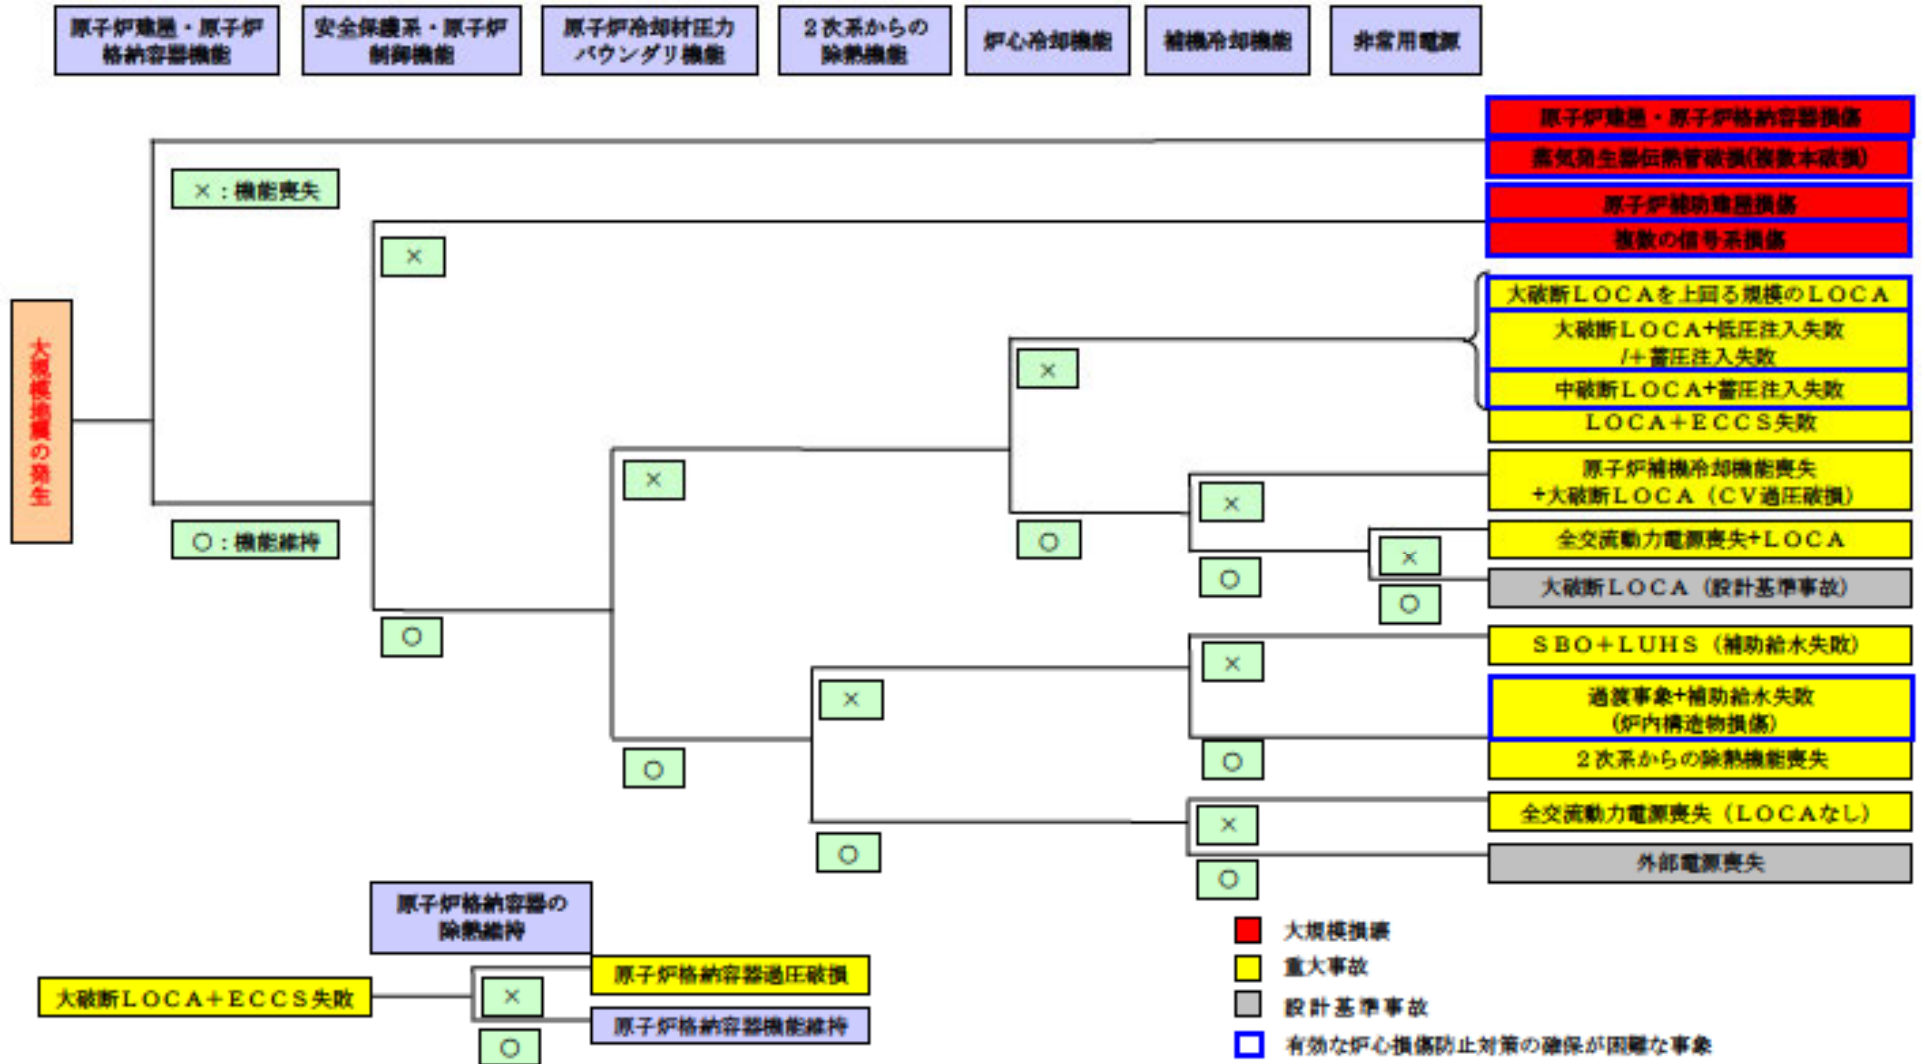 原子炉建屋・原子炉
格納容器機能
安全保護系・原子炉
制御機能
原子炉冷却材圧力
バウンダリ機能
２次系からの
除熱機能
炉心冷却機能
補機冷却機能
非常用電源
原子炉建屋・原子炉格納容器損傷
蒸気発生器伝熱管破損(複数本破損)
×：機能喪失
原子炉補助建屋損傷
複数の信号系損傷
×
大破断ＬＯＣＡを上回る規模のＬＯＣＡ
大破断ＬＯＣＡ+低圧注入失敗
/＋蓄圧注入失敗
中破断ＬＯＣＡ+蓄圧注入失敗
ＬＯＣＡ＋ＥＣＣＳ失敗
×
大規模地震の発生
×
原子炉補機冷却機能喪失
+大破断ＬＯＣＡ（ＣＶ過圧破損）
×
○：機能維持
○
全交流動力電源喪失+ＬＯＣＡ
×
○
大破断ＬＯＣＡ（設計基準事故）
○
○
ＳＢＯ＋ＬＵＨＳ（補助給水失敗）
×
×
過渡事象+補助給水失敗
(炉内構造物損傷)
○
○
２次系からの除熱機能喪失
全交流動力電源喪失（ＬＯＣＡなし）
×
○
外部電源喪失
○
原子炉格納容器の
除熱維持
大破断ＬＯＣＡ＋ＥＣＣＳ失敗
×
原子炉格納容器過圧破損
原子炉格納容器機能維持
○
大規模損壊
重大事故
設計基準事故
有効な炉心損傷防止対策の確保が困難な事象